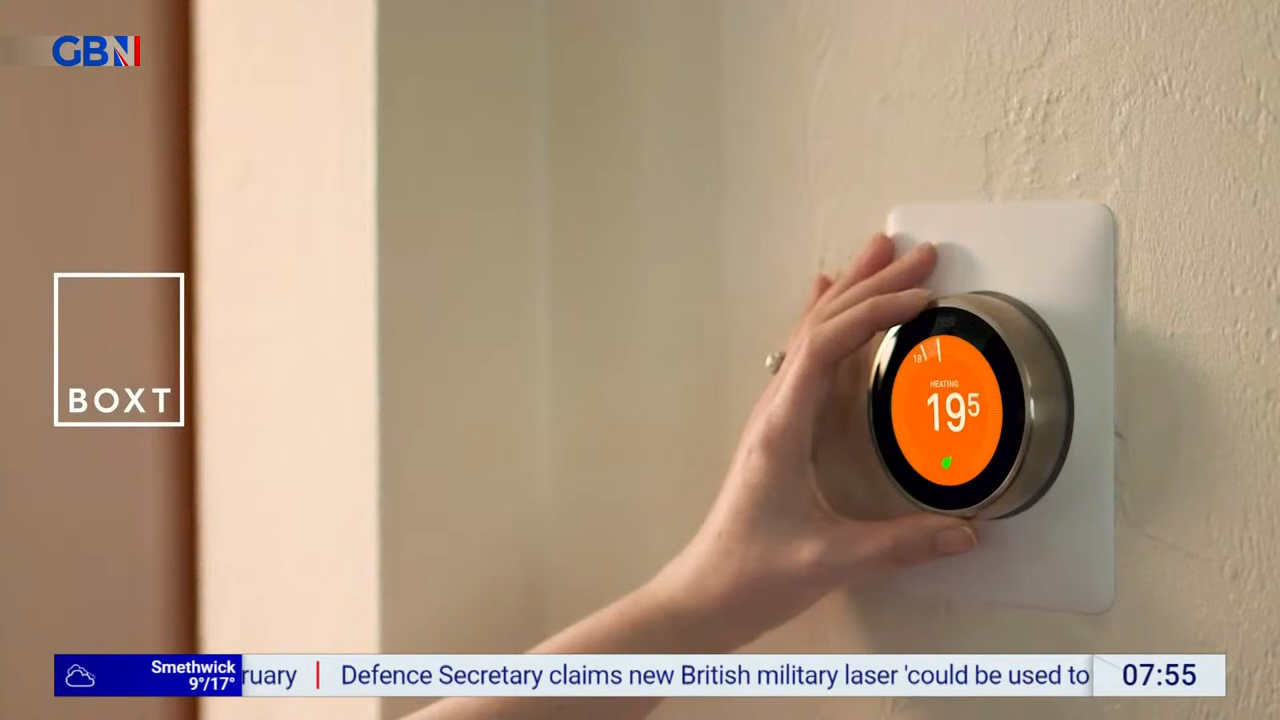 GBN
BOXT
18
HEATING
19⁵
Smethwick
9°/17°
ruary
Defence Secretary claims new British military laser 'could be used to
07:55